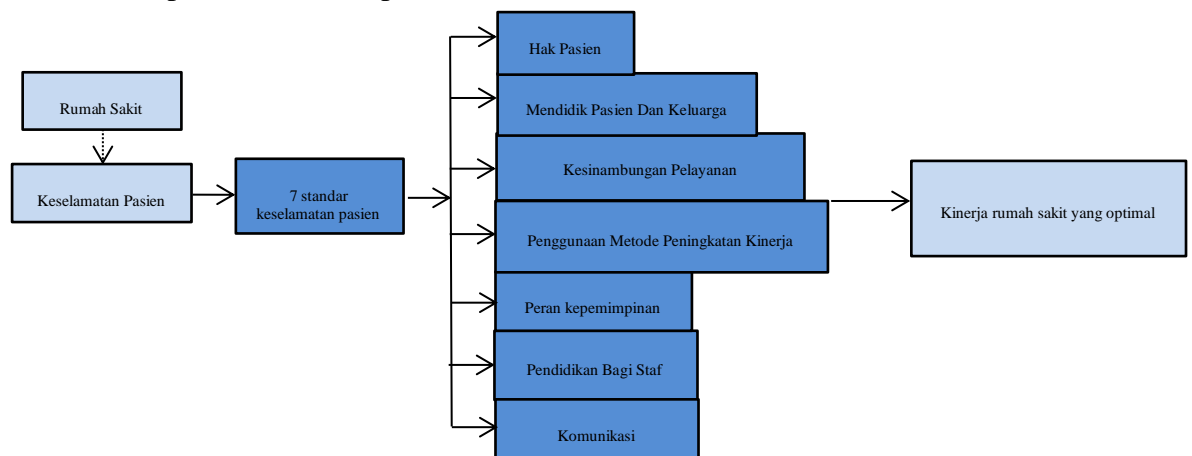 Rumah Sakit
Keselamatan Pasien
7 standar
keselamatan pasien
Hak Pasien
Mendidik Pasien Dan Keluarga
Kesinambungan Pelayanan
Penggunaan Metode Peningkatan Kinerja
Peran kepemimpinan
Pendidikan Bagi Staf
Komunikasi
Kinerja rumah sakit yang optimal